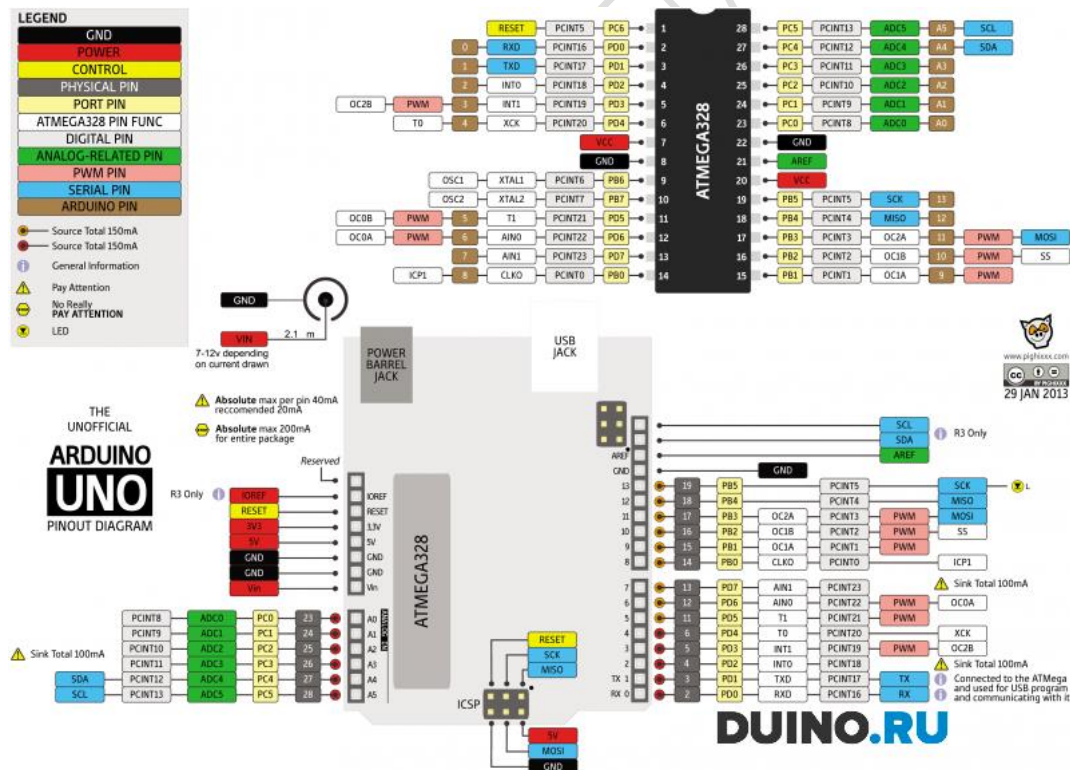 LEGEND
GND
POWER
CONTROL
PHYSICAL PIN
PORT PIN
ATMEGA328 PIN FUNC
DIGITAL PIN
ANALOG-RELATED PIN
PWM PIN
SERIAL PIN
ARDUINO PIN
Source Total 150mA
Source Total 150mA
General Information
Pay Attention
No Really
PAY ATTENTION
LED
RESET PCINT5 PC6 1
0 RXD PCINT16 PD0 2
1 TXD PCINT17 PD1 3
2 INT0 PCINT18 PD2 4
OC2B PWM 3 INT1 PCINT19 PD3 5
T0 4 XCK PCINT20 PD4 6
VCC 7
GND 8
OSC1 XTAL1 PCINT6 PB6 9
OSC2 XTAL2 PCINT7 PB7 10
OC0B PWM 5 T1 PCINT21 PD5 11
OC0A PWM 6 AIN0 PCINT22 PD6 12
7 AIN1 PCINT23 PD7 13
ICP1 8 CLKO PCINT0 PB0 14
ATMEGA328
28 PC5 PCINT13 ADC5 A5 SCL
27 PC4 PCINT12 ADC4 A4 SDA
26 PC3 PCINT11 ADC3 A3
25 PC2 PCINT10 ADC2 A2
24 PC1 PCINT9 ADC1 A1
23 PC0 PCINT8 ADC0 A0
22 GND
21 AREF
20 VCC
19 PB5 PCINT5 SCK 13
18 PB4 PCINT4 MISO 12
17 PB3 PCINT3 OC2A 11 PWM MOSI
16 PB2 PCINT2 OC1B 10 PWM SS
15 PB1 PCINT1 OC1A 9 PWM
GND
VIN 2.1 m
7-12v depending
on current drawn
POWER
BARREL
JACK
USB
JACK
www.pighixxx.com
cc
BY PIGHIXXX
29 JAN 2013
Absolute max per pin 40mA
reccomended 20mA
Absolute max 200mA
for entire package
THE
UNOFFICIAL
ARDUINO
UNO
PINOUT DIAGRAM
Reserved
R3 Only IOREF IOREF
RESET RESET
3V3 3.3V
5V 5V
GND GND
GND GND
Vin Vin
ATMEGA328
PCINT8 ADC0 PC0 23 A0
PCINT9 ADC1 PC1 24 A1
PCINT10 ADC2 PC2 25 A2
PCINT11 ADC3 PC3 26 A3
SDA PCINT12 ADC4 PC4 27 A4
SCL PCINT13 ADC5 PC5 28 A5
Sink Total 100mA
SCL
SDA
R3 Only
AREF AREF
GND GND
13 19 PB5 PCINT5 SCK L
12 18 PB4 PCINT4 MISO
11 17 PB3 OC2A PCINT3 PWM MOSI
10 16 PB2 OC1B PCINT2 PWM SS
9 15 PB1 OC1A PCINT1 PWM
8 14 PB0 CLKO PCINT0 ICP1
Sink Total 100mA
7 13 PD7 AIN1 PCINT23
6 12 PD6 AIN0 PCINT22 PWM OC0A
5 11 PD5 T1 PCINT21 PWM
4 6 PD4 T0 PCINT20 XCK
3 5 PD3 INT1 PCINT19 PWM OC2B
2 4 PD2 INT0 PCINT18
Sink Total 100mA
TX 1 3 PD1 TXD PCINT17 TX
RX 0 2 PD0 RXD PCINT16 RX
Connected to the ATMega
and used for USB program
and communicating with it
RESET
SCK
MISO
ICSP
5V
MOSI
GND
DUINO.RU